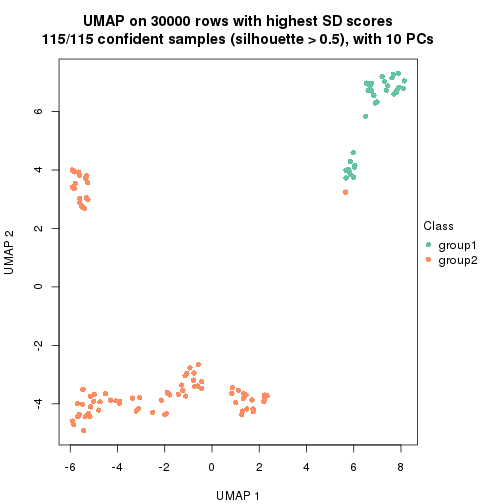 UMAP on 30000 rows with highest SD scores
115/115 confident samples (silhouette > 0.5), with 10 PCs
6
4
2
0
-2
-4
UMAP 2
-6 -4 -2 0 2 4 6 8
UMAP 1
Class
group1
group2